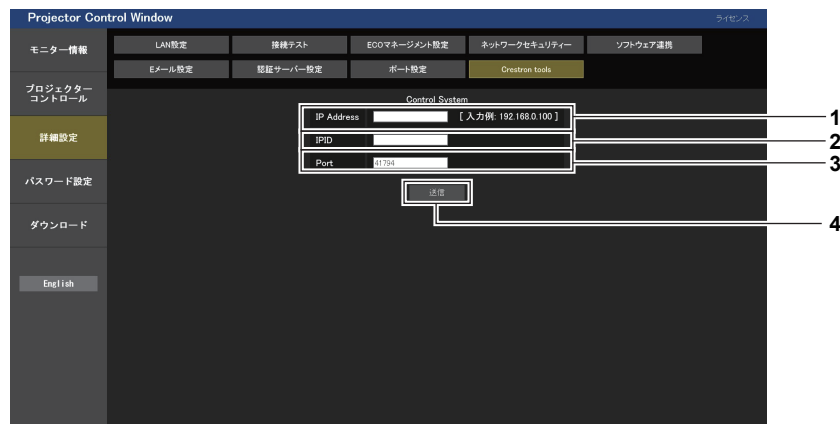 Projector Control Window
ライセンス
モニター情報
プロジェクター
コントロール
詳細設定
パスワード設定
ダウンロード
English
LAN設定
接続テスト
ECOマネージメント設定
ネットワークセキュリティー
ソフトウェア連携
Eメール設定
認証サーバー設定
ポート設定
Crestron tools
Control System
IP Address [ 入力例: 192.168.0.100 ]
1
IPID
2
Port 41794
3
送信
4